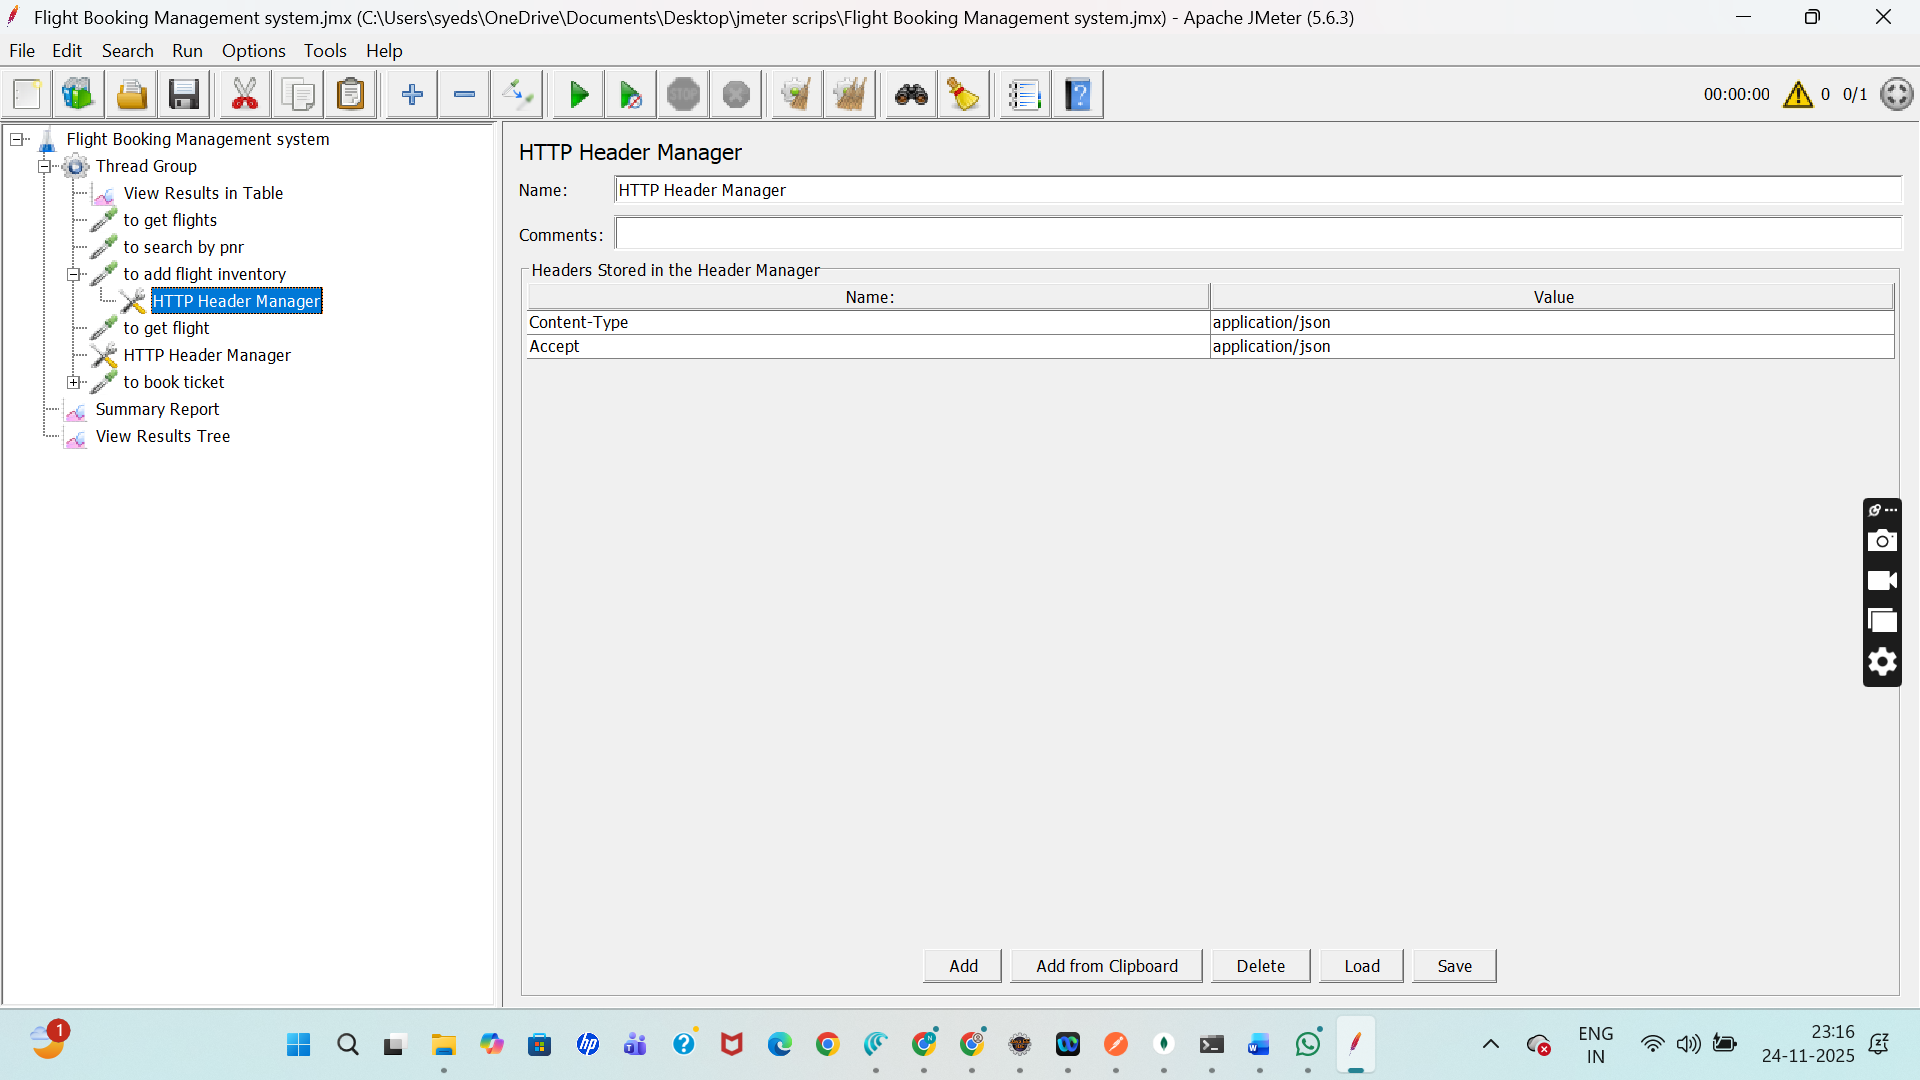 Flight Booking Management system.jmx (C:\Users\syeds\OneDrive\Documents\Desktop\jmeter scrips\Flight Booking Management system.jmx) - Apache JMeter (5.6.3)
File Edit Search Run Options Tools Help
STOP
?
00:00:00 0 0/1
Flight Booking Management system
Thread Group
View Results in Table
to get flights
to search by pnr
to add flight inventory
HTTP Header Manager
to get flight
HTTP Header Manager
to book ticket
Summary Report
View Results Tree
HTTP Header Manager
Name: HTTP Header Manager
Comments:
Headers Stored in the Header Manager
Name: Value
Content-Type application/json
Accept application/json
Add Add from Clipboard Delete Load Save
1
hp
T
?
N
W
ENG
IN
23:16
24-11-2025